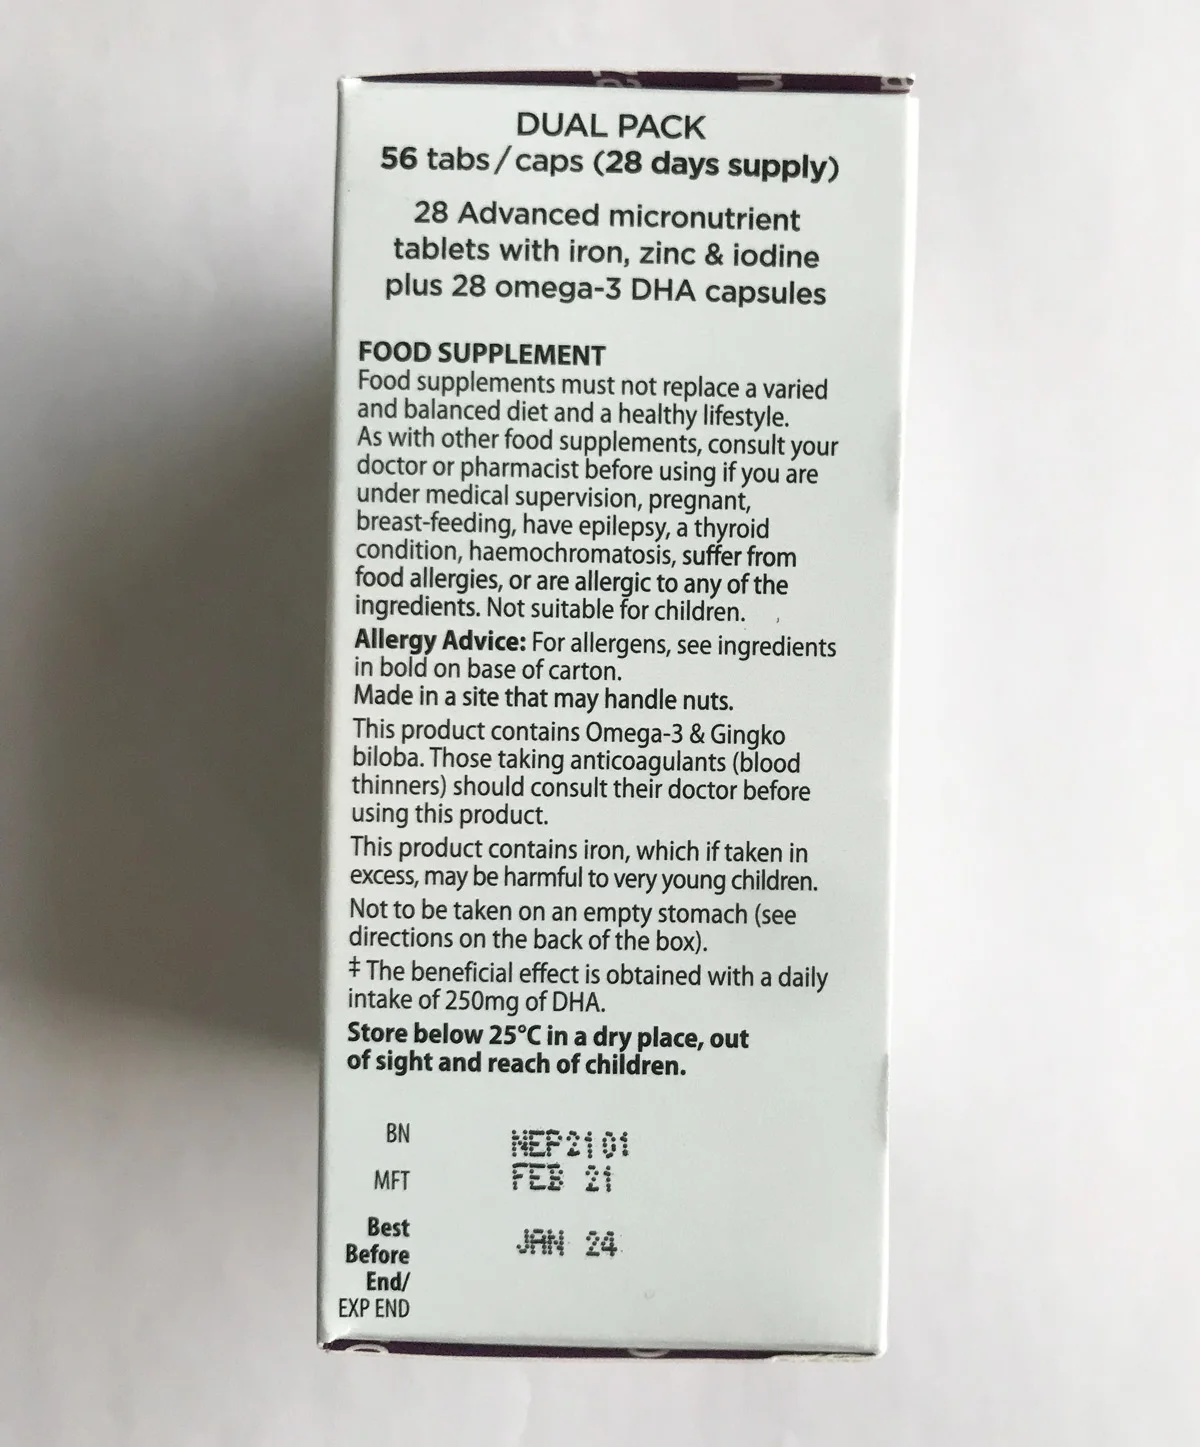 DUAL PACK
56 tabs/caps (28 days supply)
28 Advanced micronutrient
tablets with iron, zinc & iodine
plus 28 omega-3 DHA capsules
FOOD SUPPLEMENT
Food supplements must not replace a varied
and balanced diet and a healthy lifestyle.
As with other food supplements, consult your
doctor or pharmacist before using if you are
under medical supervision, pregnant,
breast-feeding, have epilepsy, a thyroid
condition, haemochromatosis, suffer from
food allergies, or are allergic to any of the
ingredients. Not suitable for children.
Allergy Advice: For allergens, see ingredients
in bold on base of carton.
Made in a site that may handle nuts.
This product contains Omega-3 & Gingko
biloba. Those taking anticoagulants (blood
thinners) should consult their doctor before
using this product.
This product contains iron, which if taken in
excess, may be harmful to very young children.
Not to be taken on an empty stomach (see
directions on the back of the box).
‡ The beneficial effect is obtained with a daily
intake of 250mg of DHA.
Store below 25°C in a dry place, out
of sight and reach of children.
BN NEP2101
MFT FEB 21
Best
Before JAN 24
End/
EXP END